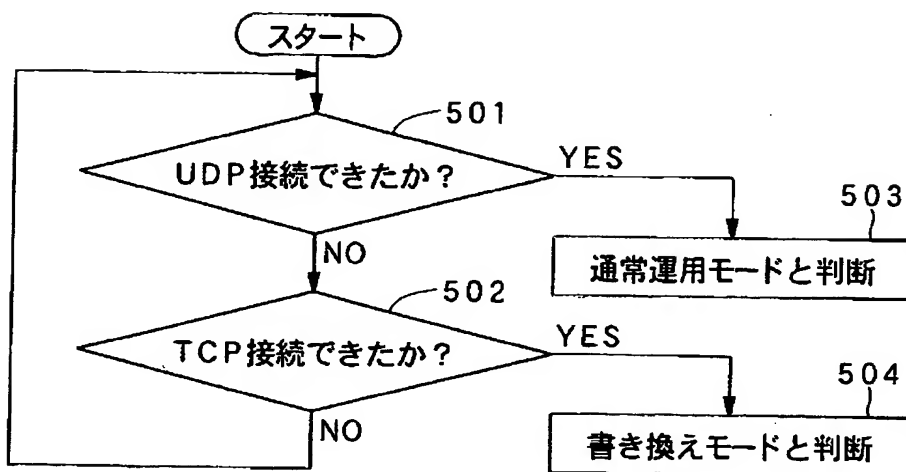 スタート
501
UDP接続できたか？
YES
503
通常運用モードと判断
NO
502
TCP接続できたか？
YES
504
書き換えモードと判断
NO